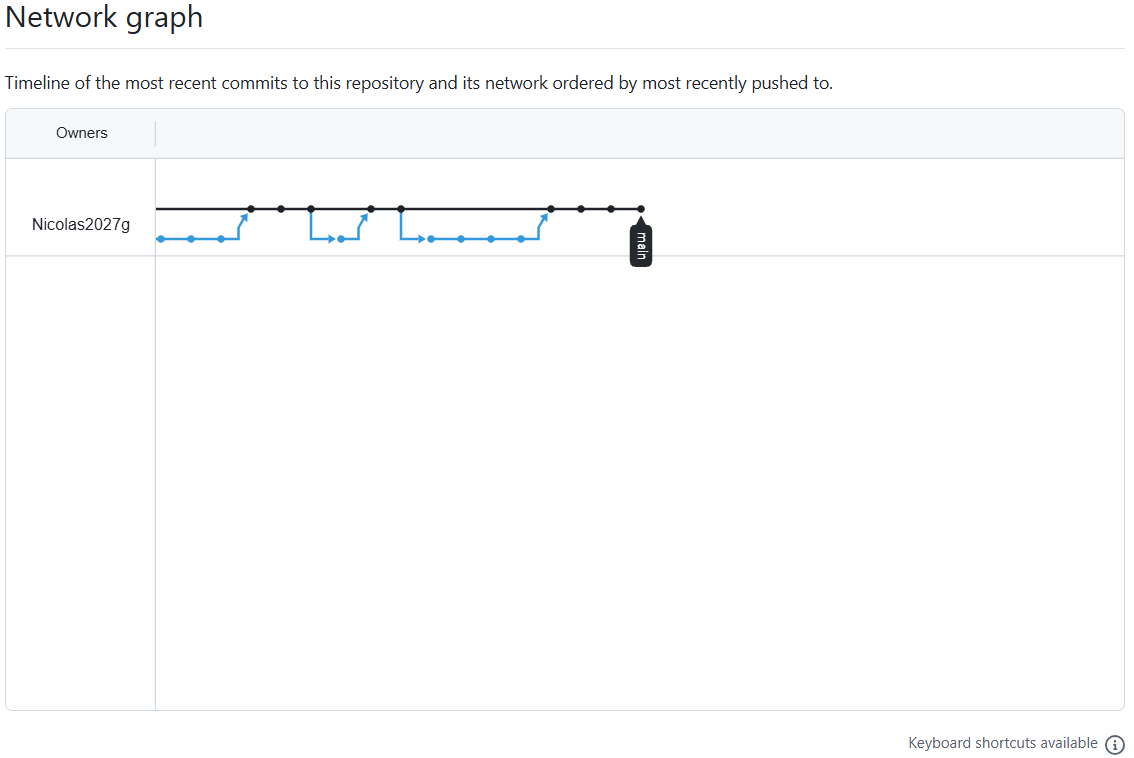 Network graph
Timeline of the most recent commits to this repository and its network ordered by most recently pushed to.
Owners
Nicolas2027g
main
Keyboard shortcuts available